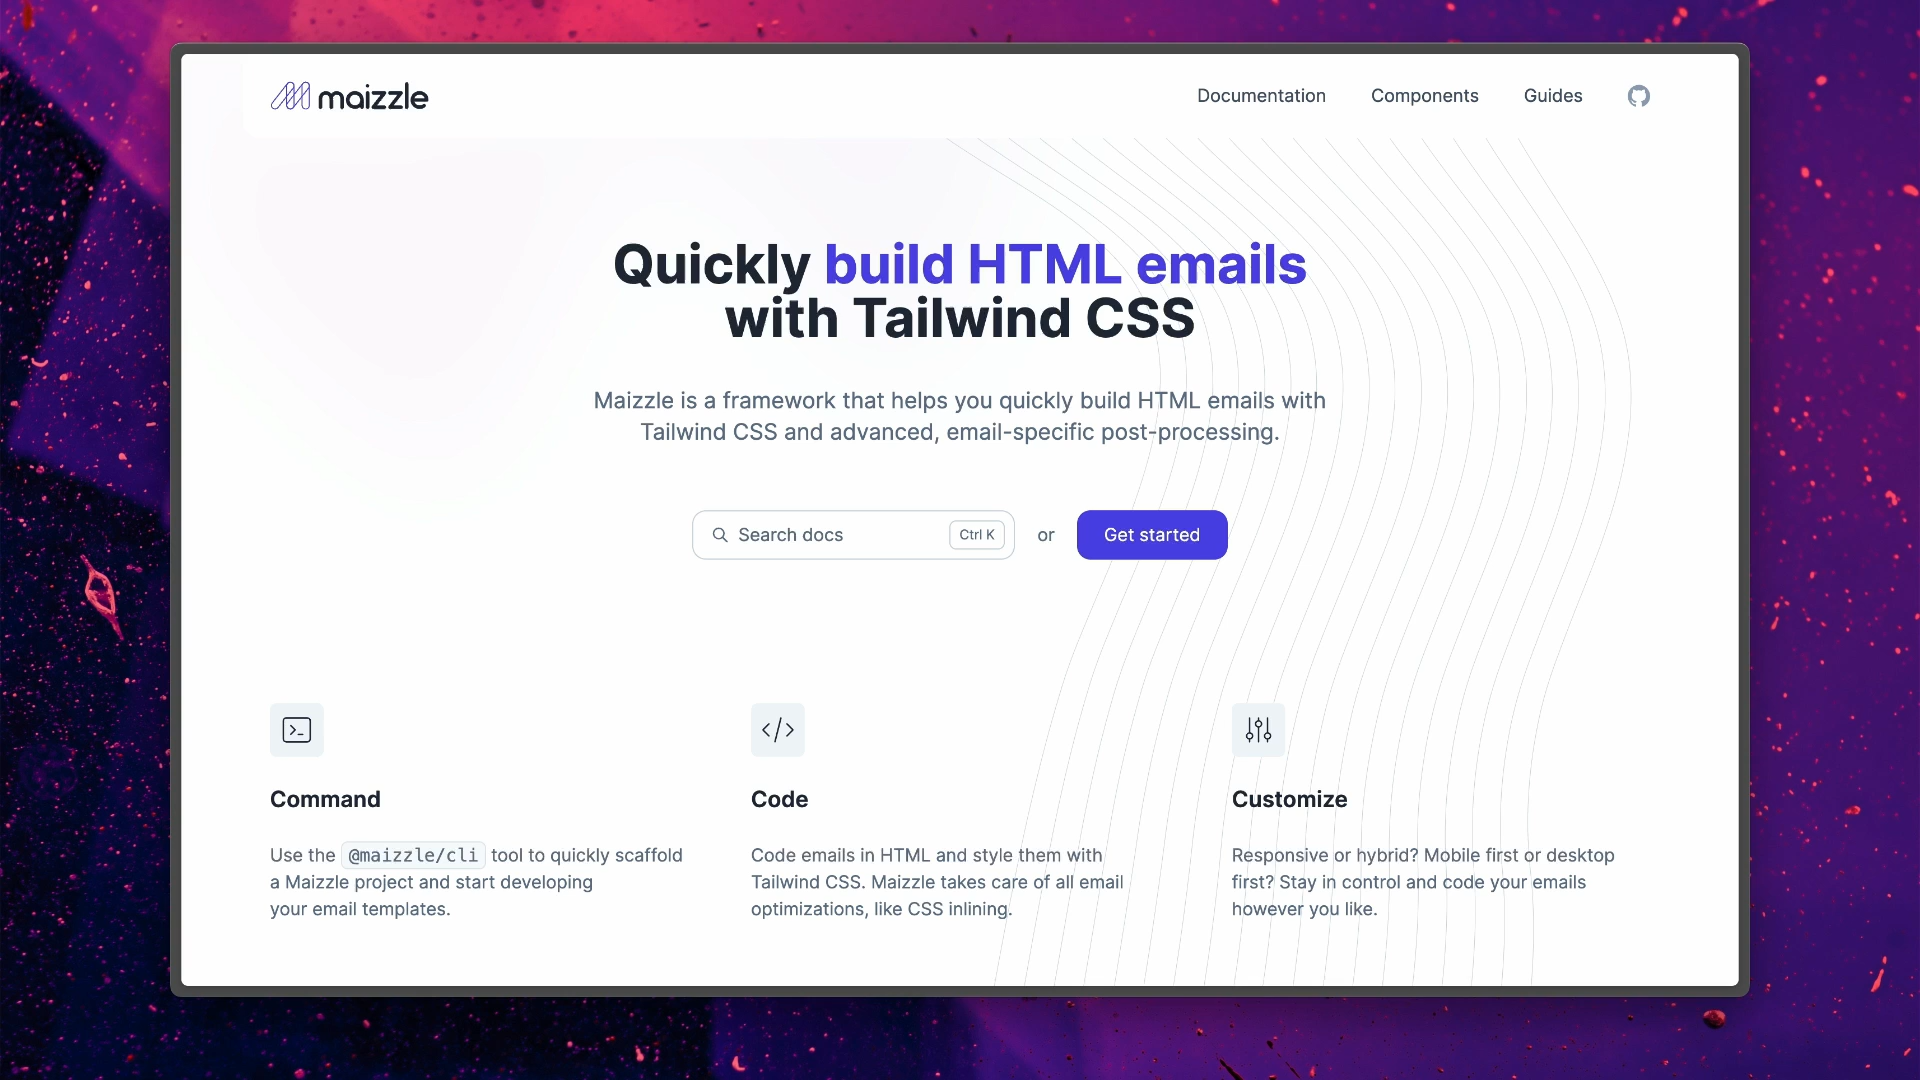 maizzle
Documentation
Components
Guides
Quickly build HTML emails
with Tailwind CSS
Maizzle is a framework that helps you quickly build HTML emails with
Tailwind CSS and advanced, email-specific post-processing.
Search docs
Ctrl K
or
Get started
Command
Use the @maizzle/cli tool to quickly scaffold
a Maizzle project and start developing
your email templates.
Code
Code emails in HTML and style them with
Tailwind CSS. Maizzle takes care of all email
optimizations, like CSS inlining.
Customize
Responsive or hybrid? Mobile first or desktop
first? Stay in control and code your emails
however you like.